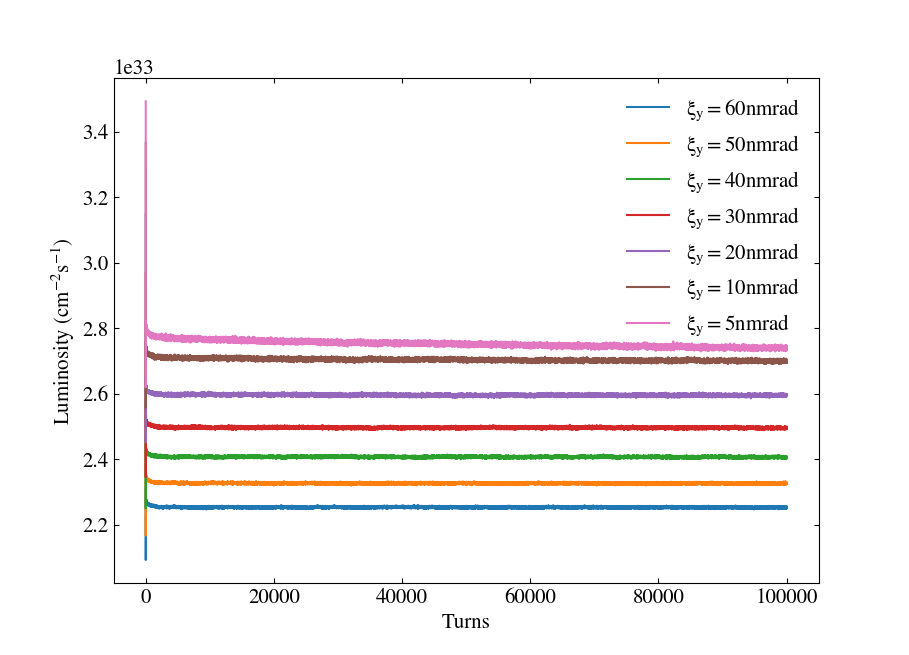 1e33
3.4
3.2
3.0
2.8
2.6
2.4
2.2
Luminosity (cm⁻²s⁻¹)
ξy = 60nmrad
ξy = 50nmrad
ξy = 40nmrad
ξy = 30nmrad
ξy = 20nmrad
ξy = 10nmrad
ξy = 5nmrad
0 20000 40000 60000 80000 100000
Turns